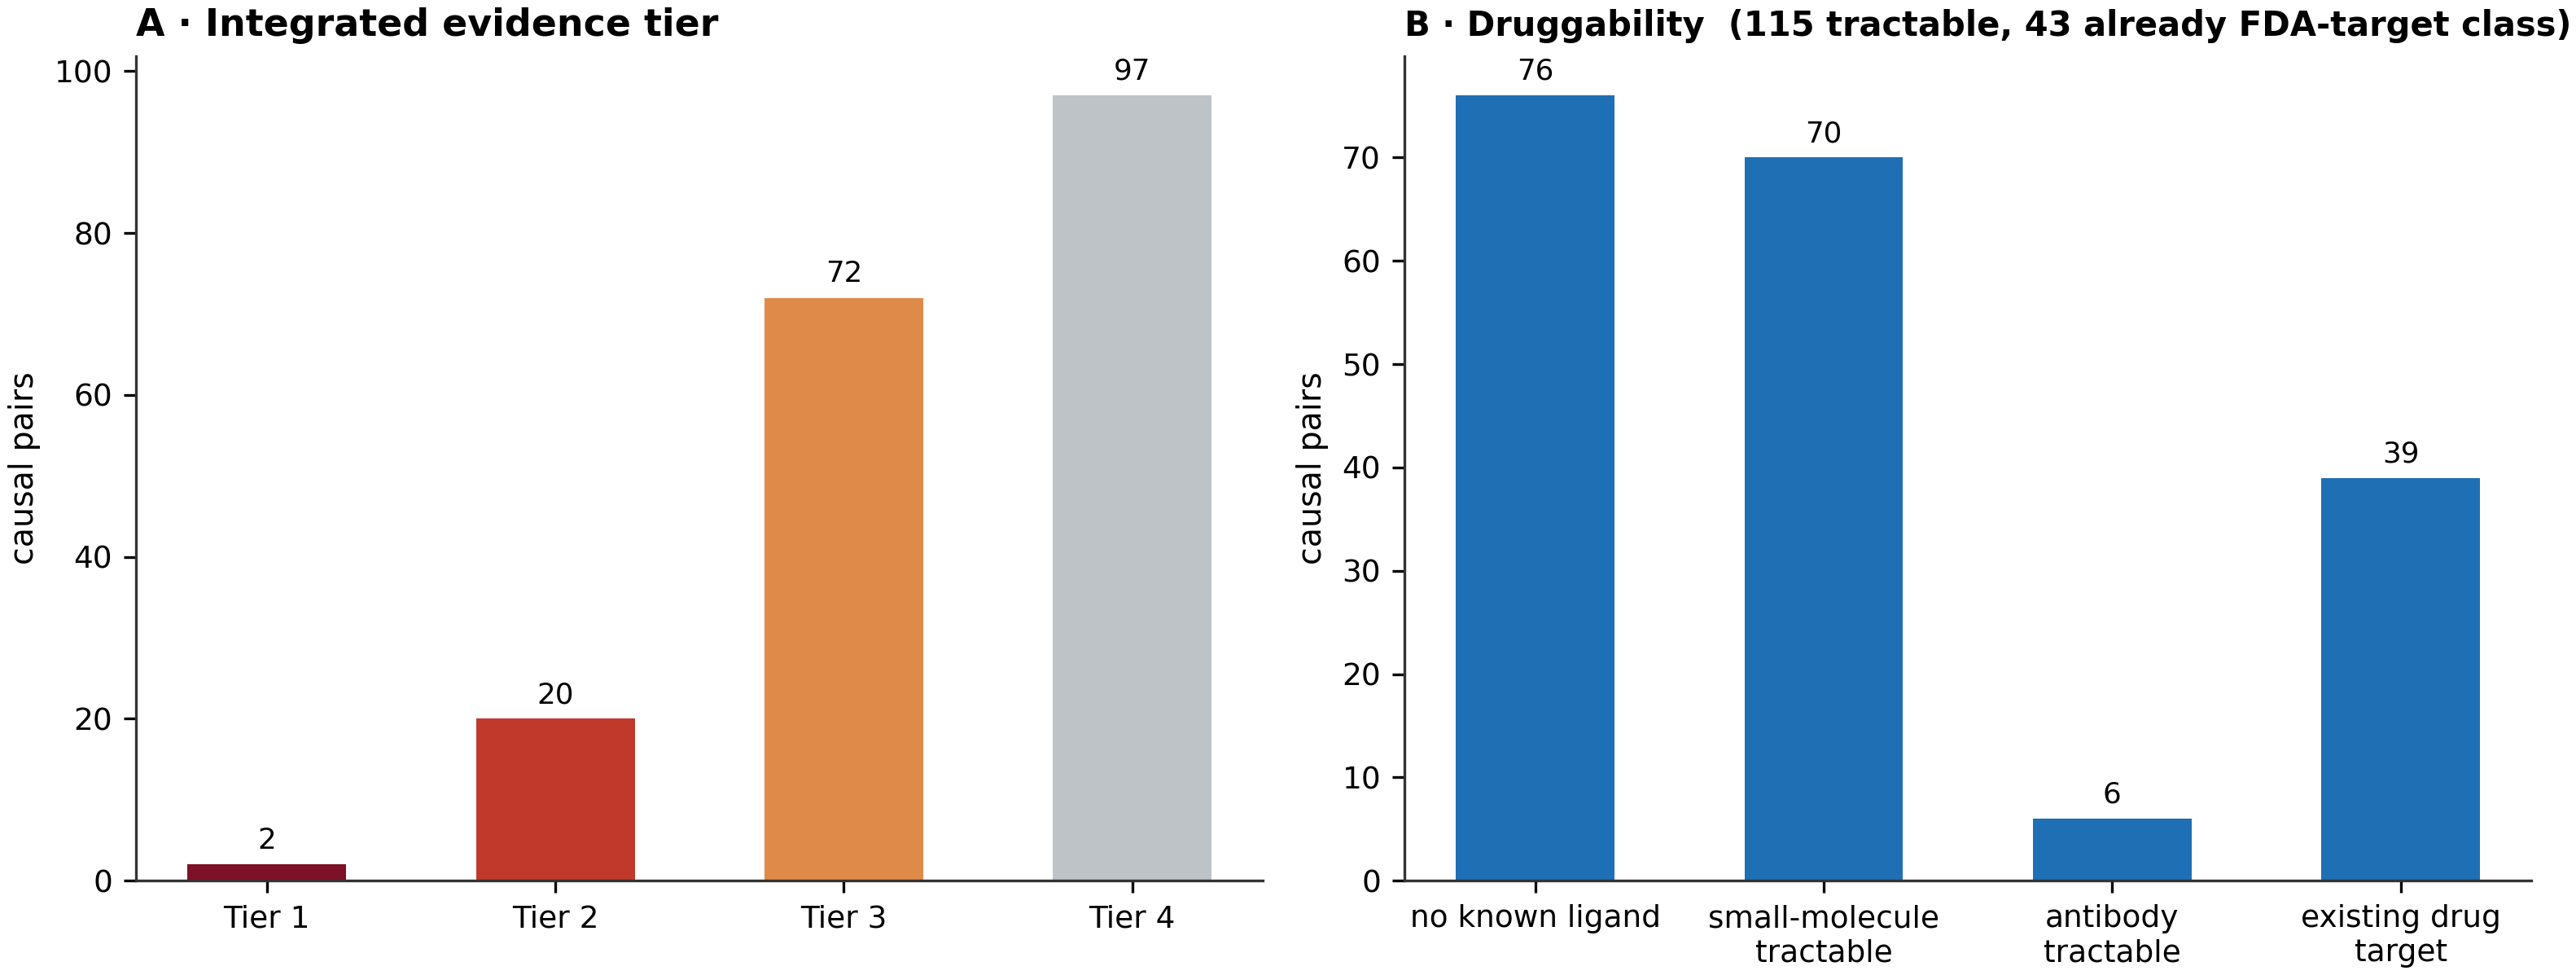 A · Integrated evidence tier
causal pairs
100
80
60
40
20
0
2
20
72
97
Tier 1
Tier 2
Tier 3
Tier 4
B · Druggability (115 tractable, 43 already FDA-target class)
causal pairs
70
60
50
40
30
20
10
0
76
70
6
39
no known ligand
small-molecule
tractable
antibody
tractable
existing drug
target